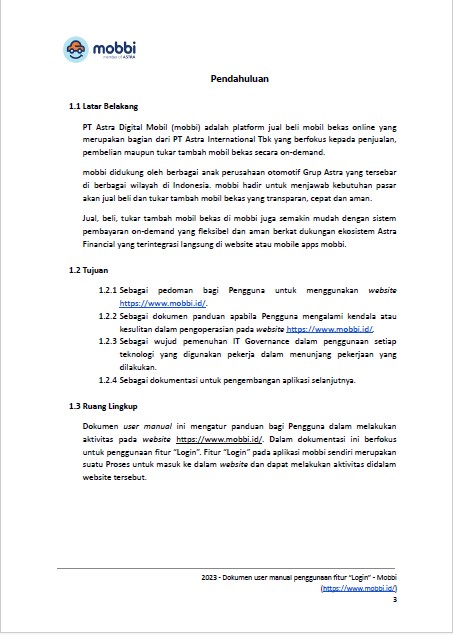 mobbi
member of ASTRA
Pendahuluan
1.1 Latar Belakang
PT Astra Digital Mobil (mobbi) adalah platform jual beli mobil bekas online yang
merupakan bagian dari PT Astra International Tbk yang berfokus kepada penjualan,
pembelian maupun tukar tambah mobil bekas secara on-demand.
mobbi didukung oleh berbagai anak perusahaan otomotif Grup Astra yang tersebar
di berbagai wilayah di Indonesia. mobbi hadir untuk menjawab kebutuhan pasar
akan jual beli dan tukar tambah mobil bekas yang transparan, cepat dan aman.
Jual, beli, tukar tambah mobil bekas di mobbi juga semakin mudah dengan sistem
pembayaran on-demand yang fleksibel dan aman berkat dukungan ekosistem Astra
Financial yang terintegrasi langsung di website atau mobile apps mobbi.
1.2 Tujuan
1.2.1 Sebagai pedoman bagi Pengguna untuk menggunakan website
https://www.mobbi.id/.
1.2.2 Sebagai dokumen panduan apabila Pengguna mengalami kendala atau
kesulitan dalam pengoperasian pada website https://www.mobbi.id/.
1.2.3 Sebagai wujud pemenuhan IT Governance dalam penggunaan setiap
teknologi yang digunakan pekerja dalam menunjang pekerjaan yang
dilakukan.
1.2.4 Sebagai dokumentasi untuk pengembangan aplikasi selanjutnya.
1.3 Ruang Lingkup
Dokumen user manual ini mengatur panduan bagi Pengguna dalam melakukan
aktivitas pada website https://www.mobbi.id/. Dalam dokumentasi ini berfokus
untuk penggunaan fitur “Login”. Fitur “Login” pada aplikasi mobbi sendiri merupakan
suatu Proses untuk masuk ke dalam website dan dapat melakukan aktivitas didalam
website tersebut.
2023 - Dokumen user manual penggunaan fitur “Login” - Mobbi
(https://www.mobbi.id/)
3